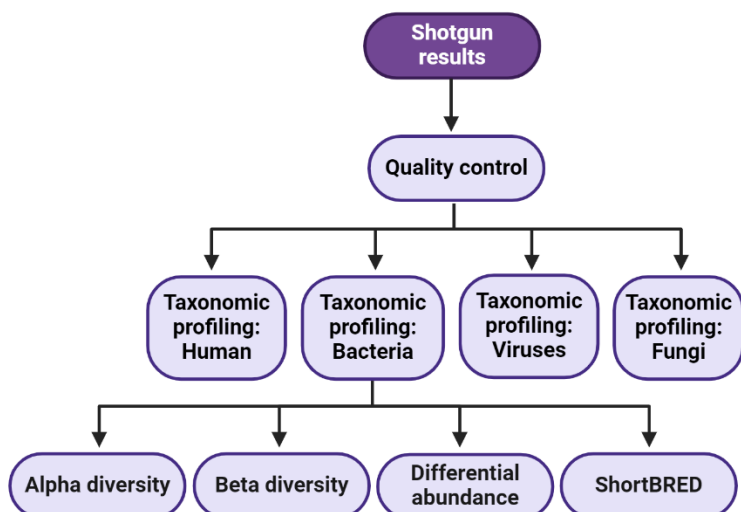 Shotgun
results
Quality control
Taxonomic
profiling:
Human
Taxonomic
profiling:
Bacteria
Taxonomic
profiling:
Viruses
Taxonomic
profiling:
Fungi
Alpha diversity
Beta diversity
Differential
abundance
ShortBRED